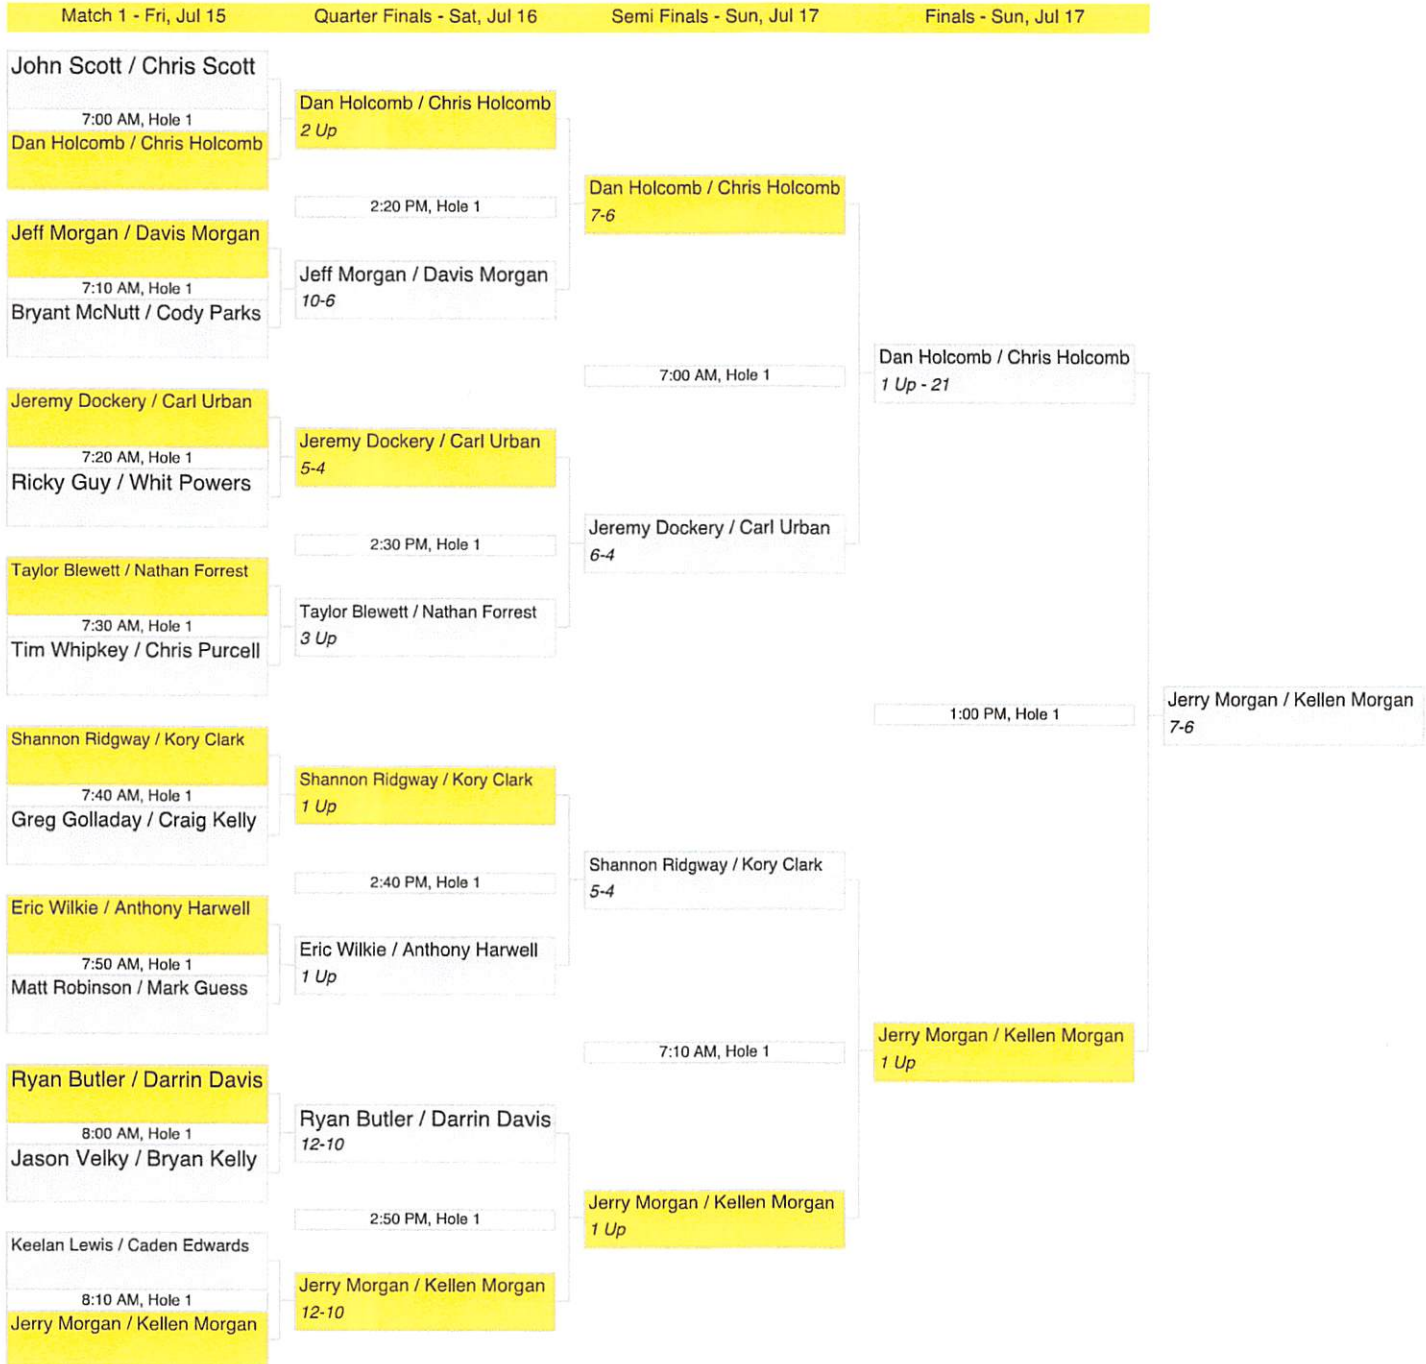 Match 1 - Fri, Jul 15
Quarter Finals - Sat, Jul 16
Semi Finals - Sun, Jul 17
Finals - Sun, Jul 17
John Scott / Chris Scott
7:00 AM, Hole 1
Dan Holcomb / Chris Holcomb
Jeff Morgan / Davis Morgan
7:10 AM, Hole 1
Bryant McNutt / Cody Parks
Jeremy Dockery / Carl Urban
7:20 AM, Hole 1
Ricky Guy / Whit Powers
Taylor Blewett / Nathan Forrest
7:30 AM, Hole 1
Tim Whipkey / Chris Purcell
Shannon Ridgway / Kory Clark
7:40 AM, Hole 1
Greg Golladay / Craig Kelly
Eric Wilkie / Anthony Harwell
7:50 AM, Hole 1
Matt Robinson / Mark Guess
Ryan Butler / Darrin Davis
8:00 AM, Hole 1
Jason Velky / Bryan Kelly
Keelan Lewis / Caden Edwards
8:10 AM, Hole 1
Jerry Morgan / Kellen Morgan
Dan Holcomb / Chris Holcomb
2 Up
2:20 PM, Hole 1
Jeff Morgan / Davis Morgan
10-6
Jeremy Dockery / Carl Urban
5-4
2:30 PM, Hole 1
Taylor Blewett / Nathan Forrest
3 Up
Shannon Ridgway / Kory Clark
1 Up
2:40 PM, Hole 1
Eric Wilkie / Anthony Harwell
1 Up
Ryan Butler / Darrin Davis
12-10
2:50 PM, Hole 1
Jerry Morgan / Kellen Morgan
12-10
Dan Holcomb / Chris Holcomb
7-6
7:00 AM, Hole 1
Jeremy Dockery / Carl Urban
6-4
Shannon Ridgway / Kory Clark
5-4
7:10 AM, Hole 1
Jerry Morgan / Kellen Morgan
1 Up
Dan Holcomb / Chris Holcomb
1 Up - 21
1:00 PM, Hole 1
Jerry Morgan / Kellen Morgan
1 Up
Jerry Morgan / Kellen Morgan
7-6